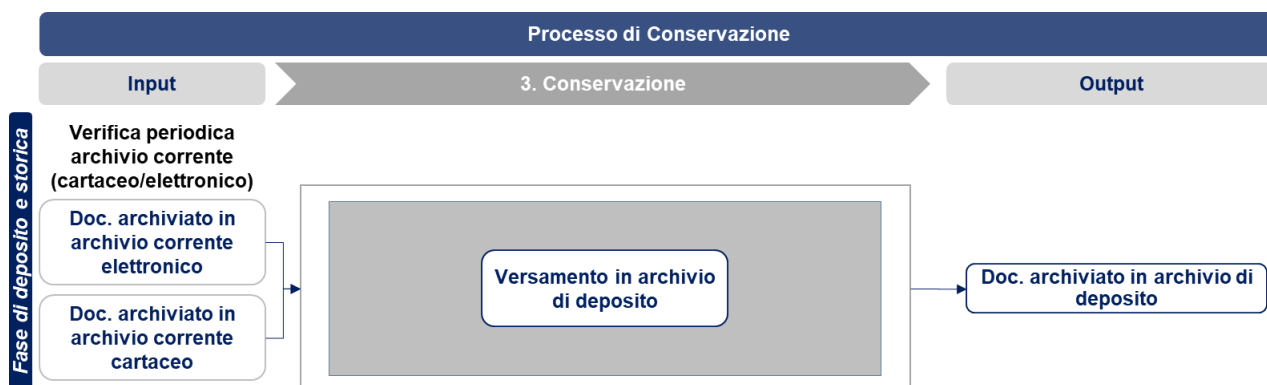 Processo di Conservazione
Input
3. Conservazione
Output
Fase di deposito e storica
Verifica periodica
archivio corrente
(cartaceo/elettronico)
Doc. archiviato in
archivio corrente
elettronico
Doc. archiviato in
archivio corrente
cartaceo
Versamento in archivio
di deposito
Doc. archiviato in archivio di
deposito